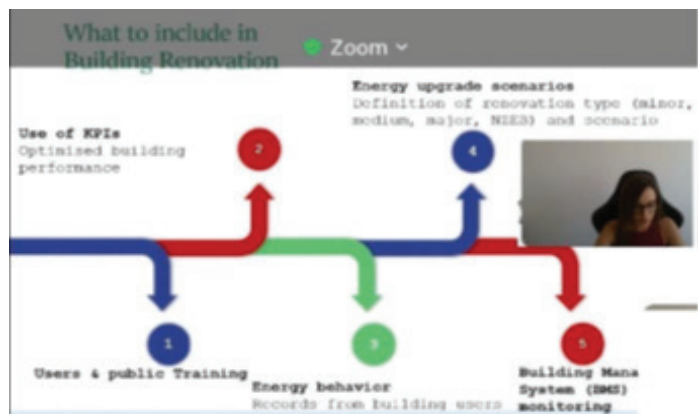 What to include in
Building Renovation
Zoom
Energy upgrade scenarios
Definition of renovation type (minor,
medium, major, NZEB) and scenario
Use of KPIs
Optimised building
performance
2
4
1
3
5
Users & public Training
Energy behavior
Records from building users
Building Mana
System (BMS)
monitoring